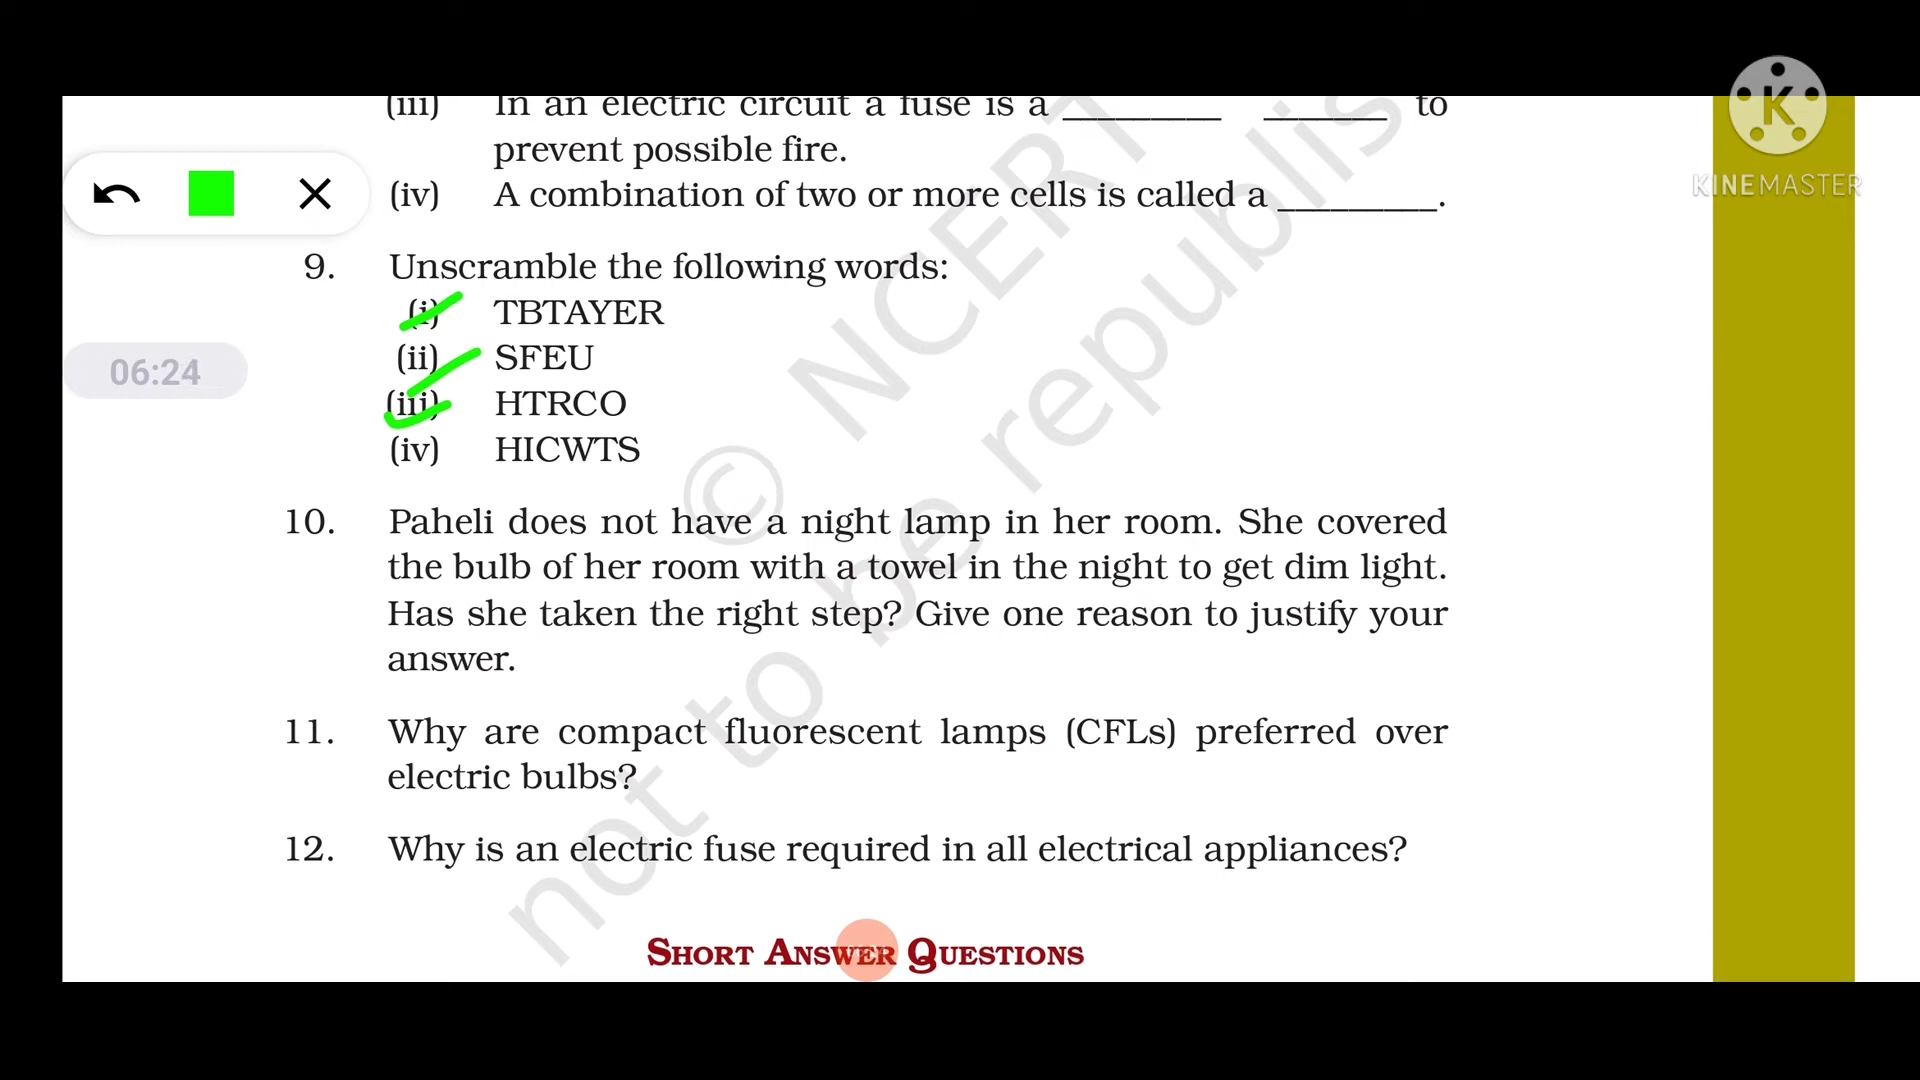 (iii) In an electric circuit a fuse is a _________ _______ to
prevent possible fire.
(iv) A combination of two or more cells is called a _________.
9. Unscramble the following words:
(i) TBTAYER
(ii) SFEU
(iii) HTRCO
(iv) HICWTS
10. Paheli does not have a night lamp in her room. She covered
the bulb of her room with a towel in the night to get dim light.
Has she taken the right step? Give one reason to justify your
answer.
11. Why are compact fluorescent lamps (CFLs) preferred over
electric bulbs?
12. Why is an electric fuse required in all electrical appliances?
SHORT ANSWER QUESTIONS
06:24
K
KINEMASTER
© NCERT
not to be republis